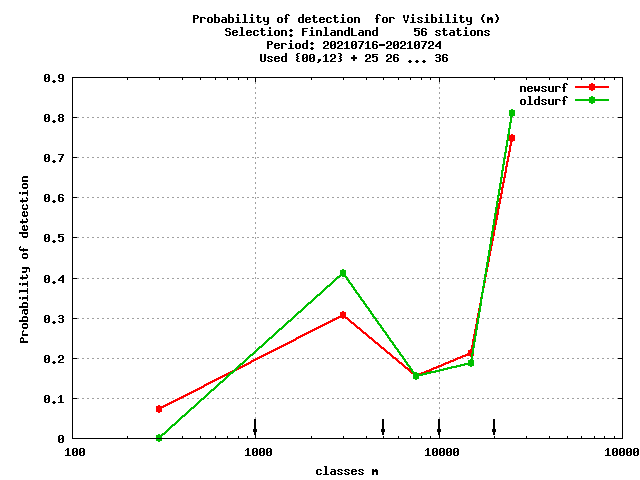 Probability of detection  for Visibility (m)
Selection: FinlandLand     56 stations
Period: 20210716-20210724
Used {00,12} + 25 26 ... 36
newsurf
oldsurf
0.9
0.8
0.7
0.6
0.5
0.4
0.3
0.2
0.1
0
Probability of detection
100 1000 10000 10000
classes m